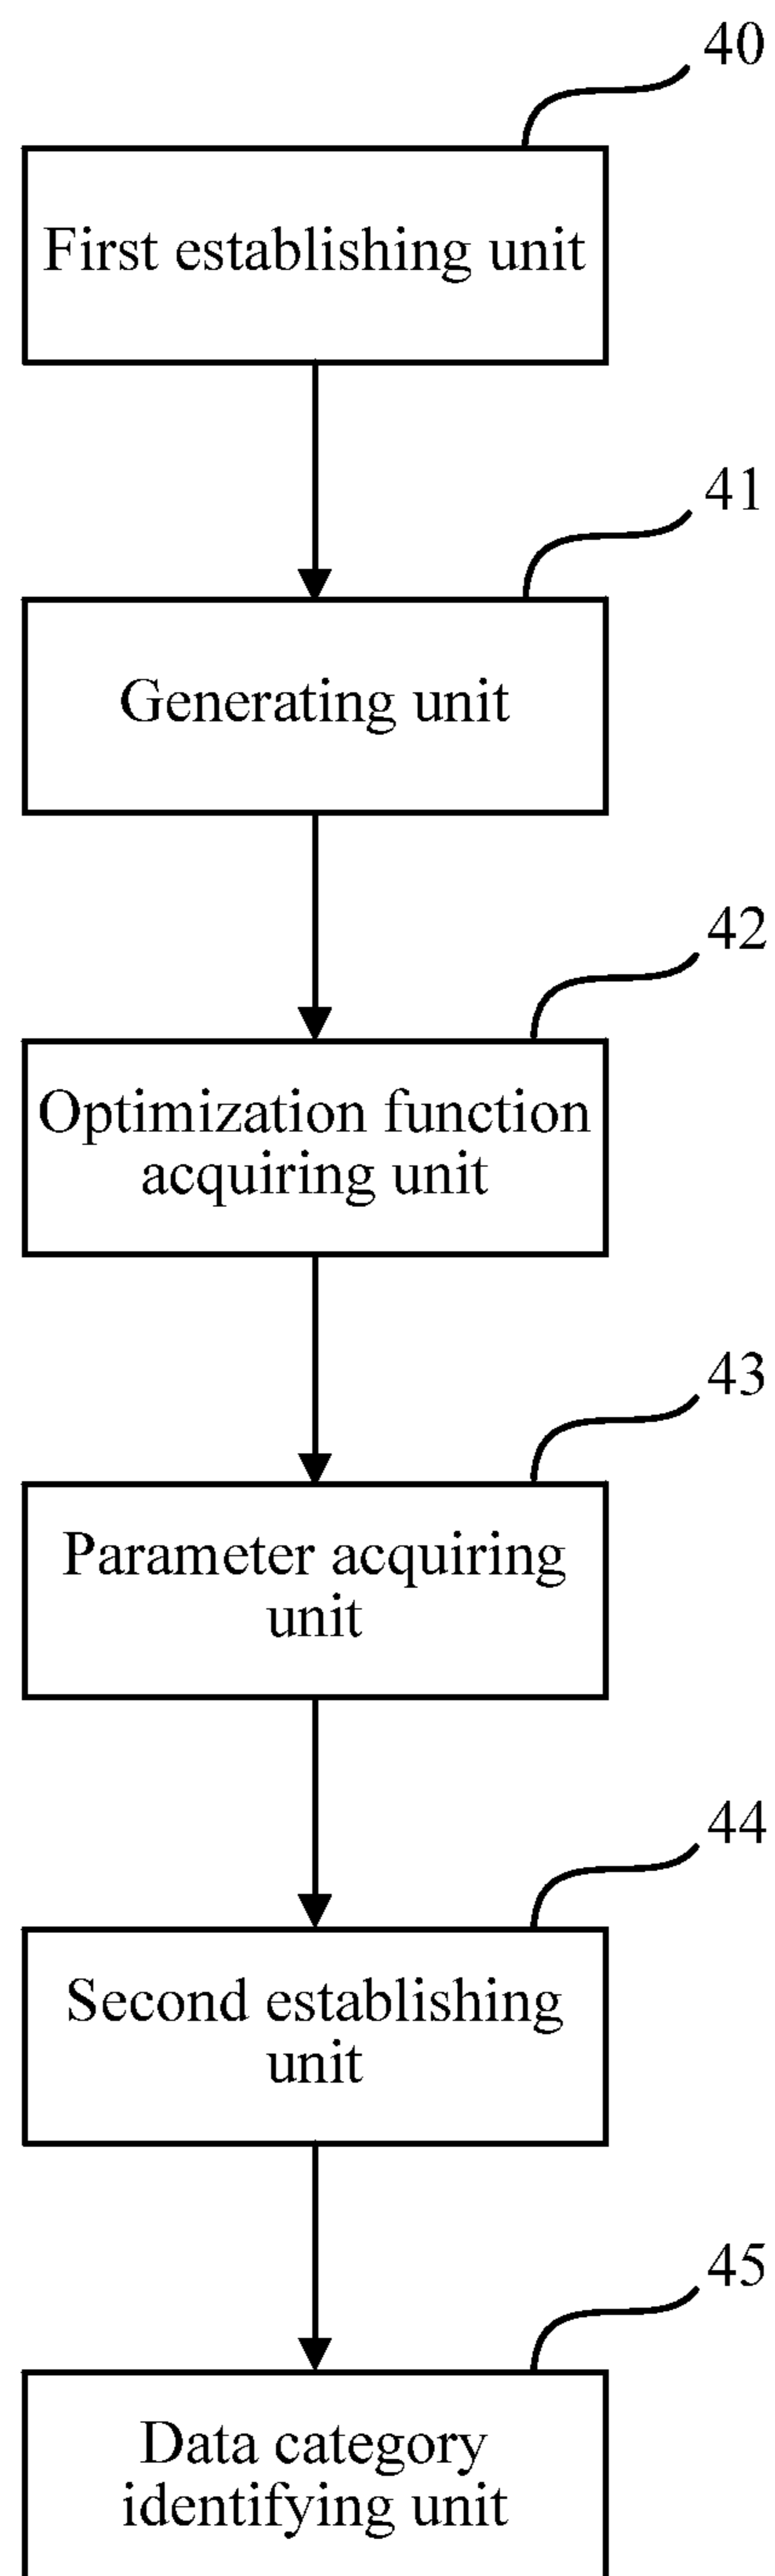 40
First establishing unit
41
Generating unit
42
Optimization function
acquiring unit
43
Parameter acquiring
unit
44
Second establishing
unit
45
Data category
identifying unit